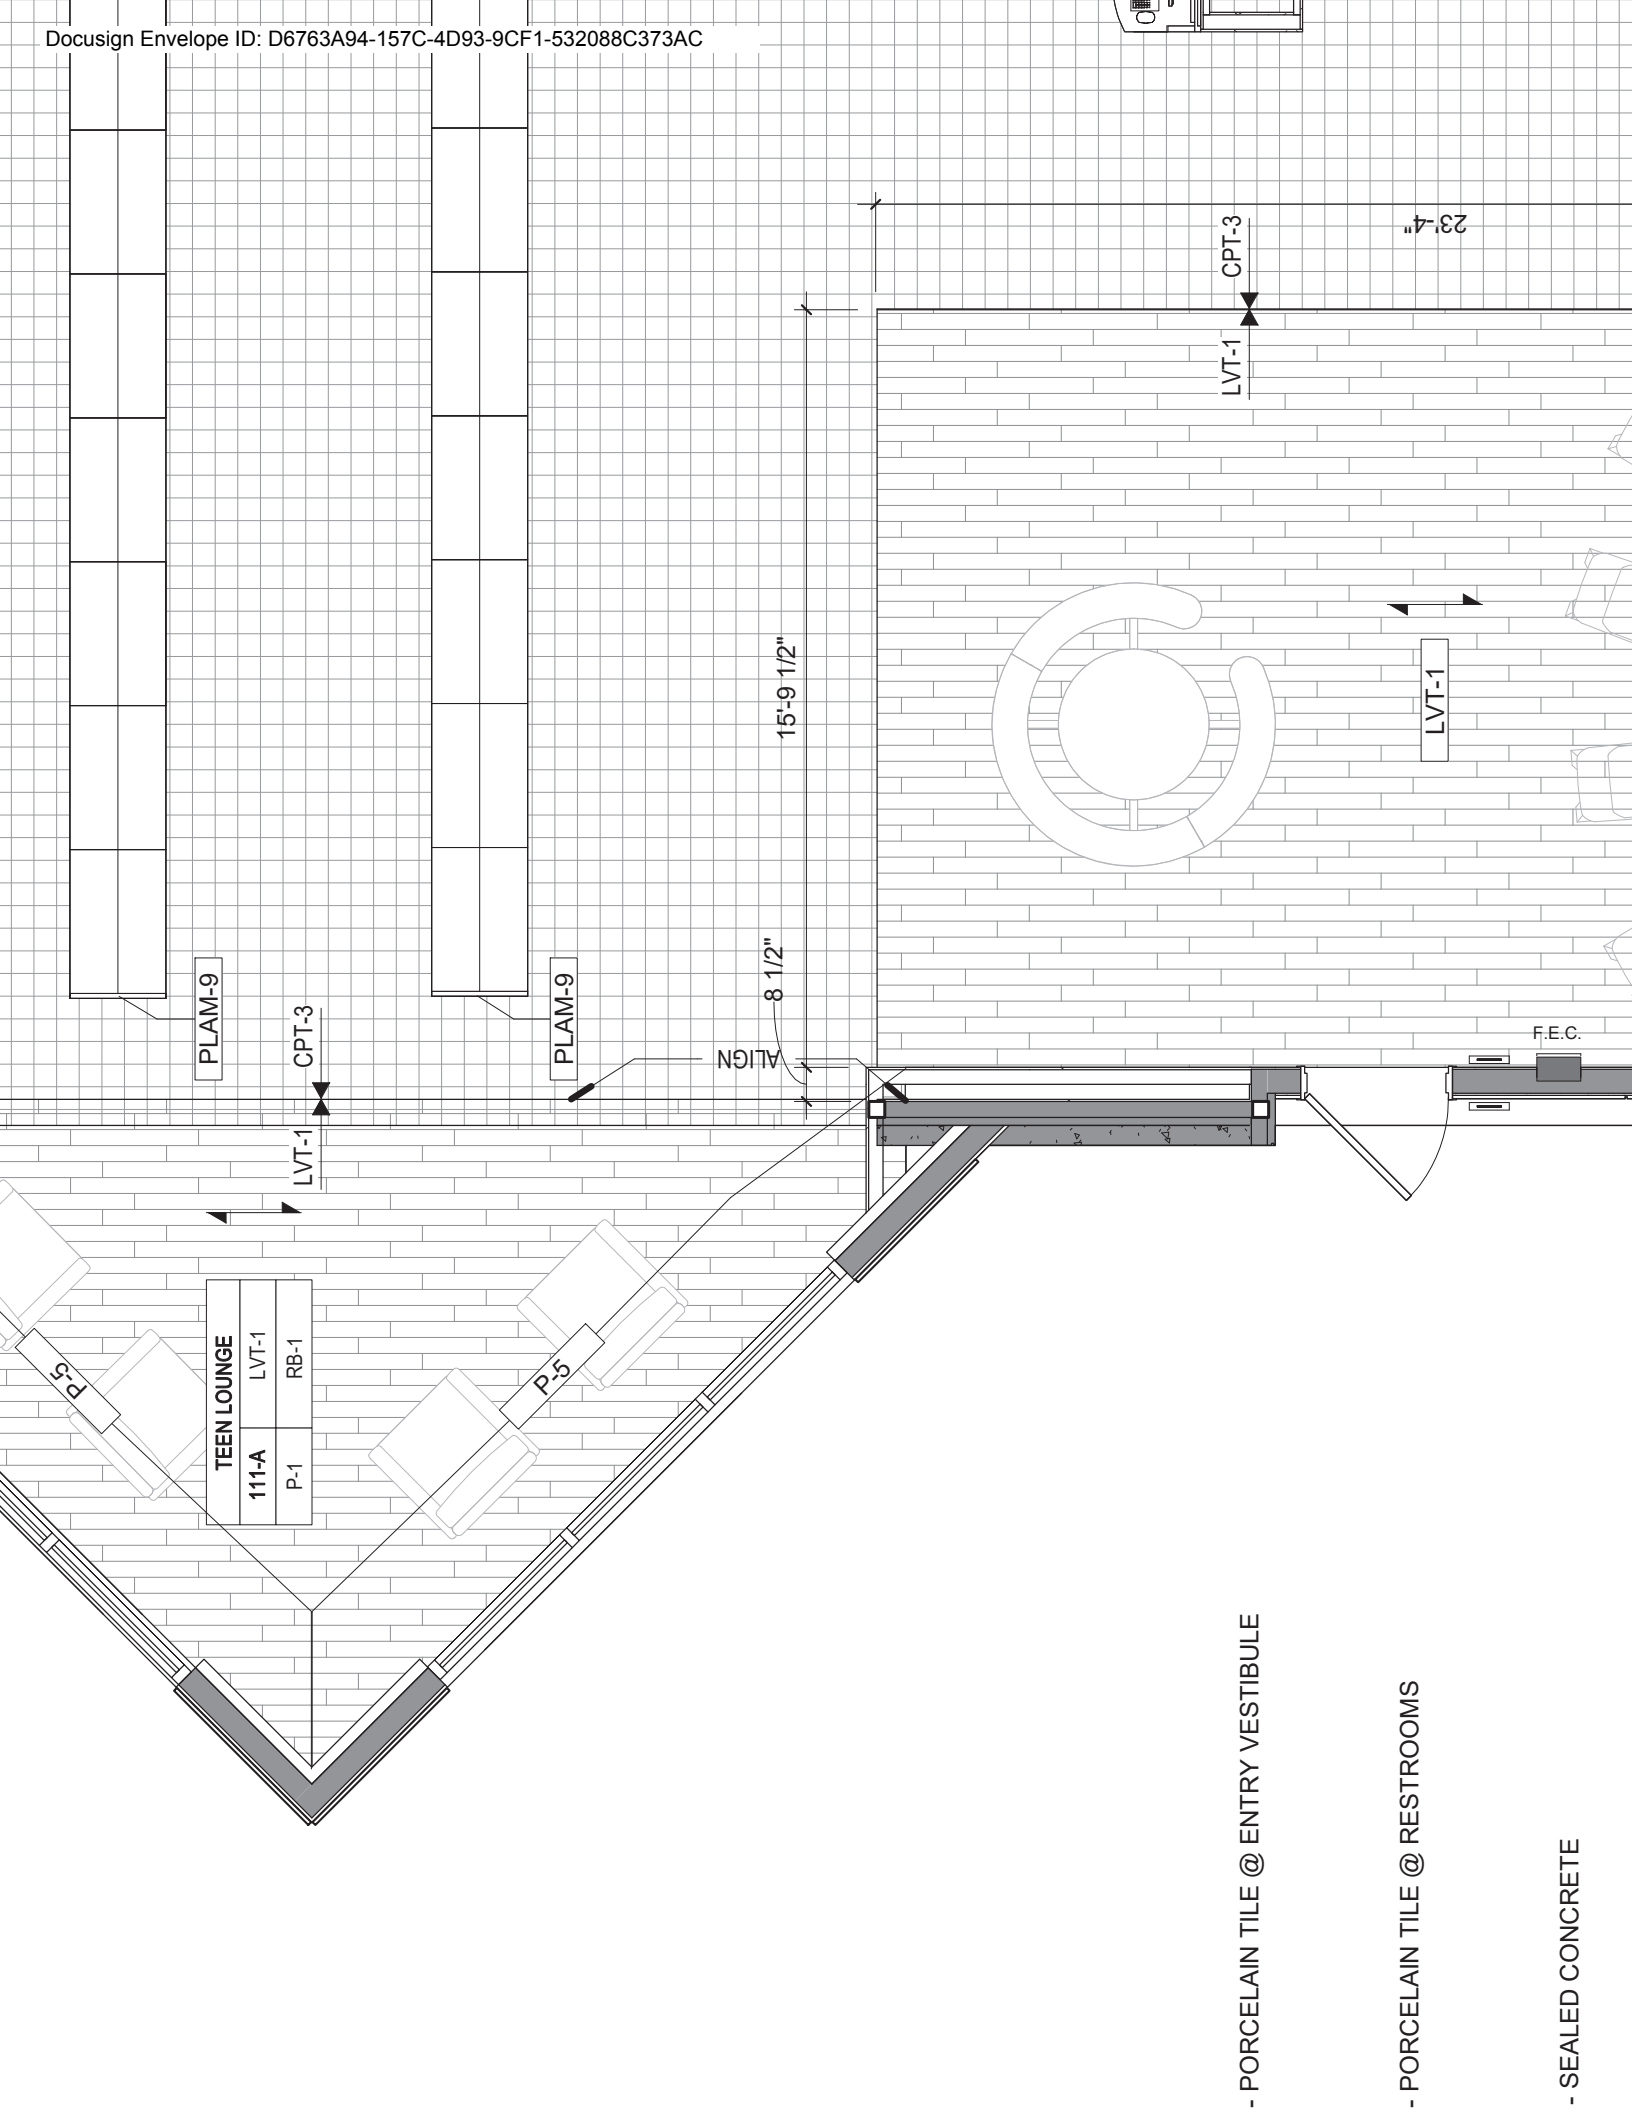 Docusign Envelope ID: D6763A94-157C-4D93-9CF1-532088C373AC
23'-4"
CPT-3
LVT-1
15'-9 1/2"
LVT-1
8 1/2"
PLAM-9
PLAM-9
CPT-3
LVT-1
ALIGN
F.E.C.
P-5
P-5
TEEN LOUNGE
111-A LVT-1
P-1 RB-1
- PORCELAIN TILE @ ENTRY VESTIBULE
- PORCELAIN TILE @ RESTROOMS
- SEALED CONCRETE